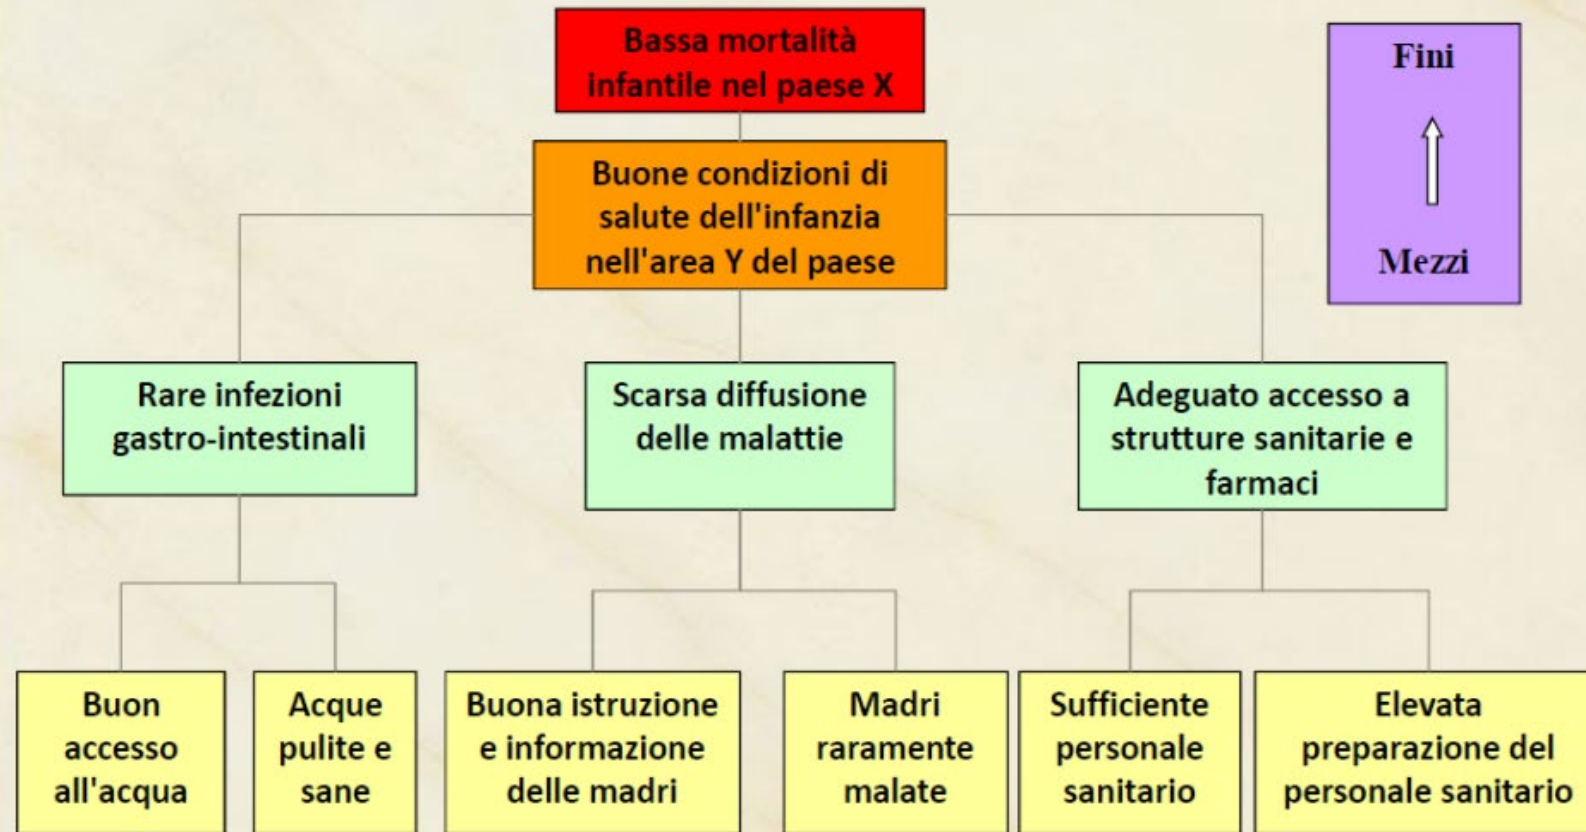 Bassa mortalità
infantile nel paese X
Fini
Mezzi
Buone condizioni di
salute dell'infanzia
nell'area Y del paese
Rare infezioni
gastro-intestinali
Scarsa diffusione
delle malattie
Adeguato accesso a
strutture sanitarie e
farmaci
Buon
accesso
all'acqua
Acque
pulite e
sane
Buona istruzione
e informazione
delle madri
Madri
raramente
malate
Sufficiente
personale
sanitario
Elevata
preparazione del
personale sanitario